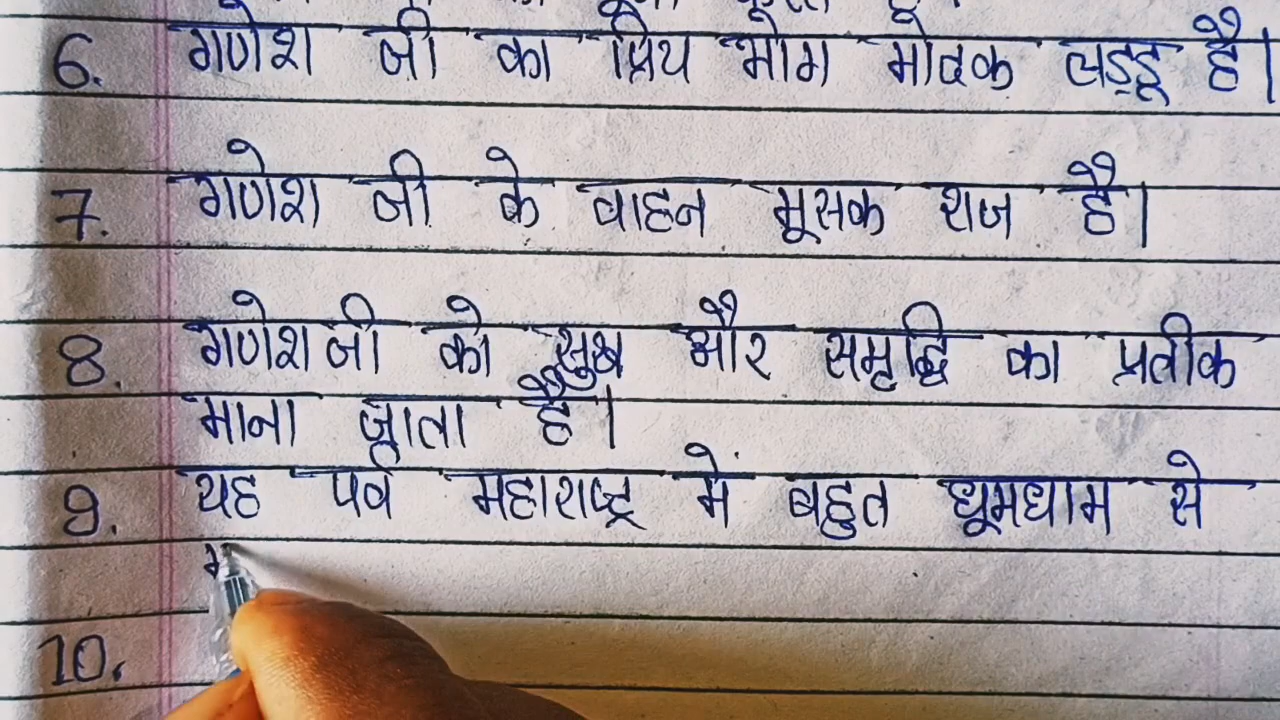 6. गणेश जी का प्रिय भोग मोदक लड्डू है।
7. गणेश जी के वाहन मूसक राज है।
8. गणेश जी को सुख और समृद्धि का प्रतीक
माना जाता है।
9. यह पर्व महाराष्ट्र में बहुत धूमधाम से
10.